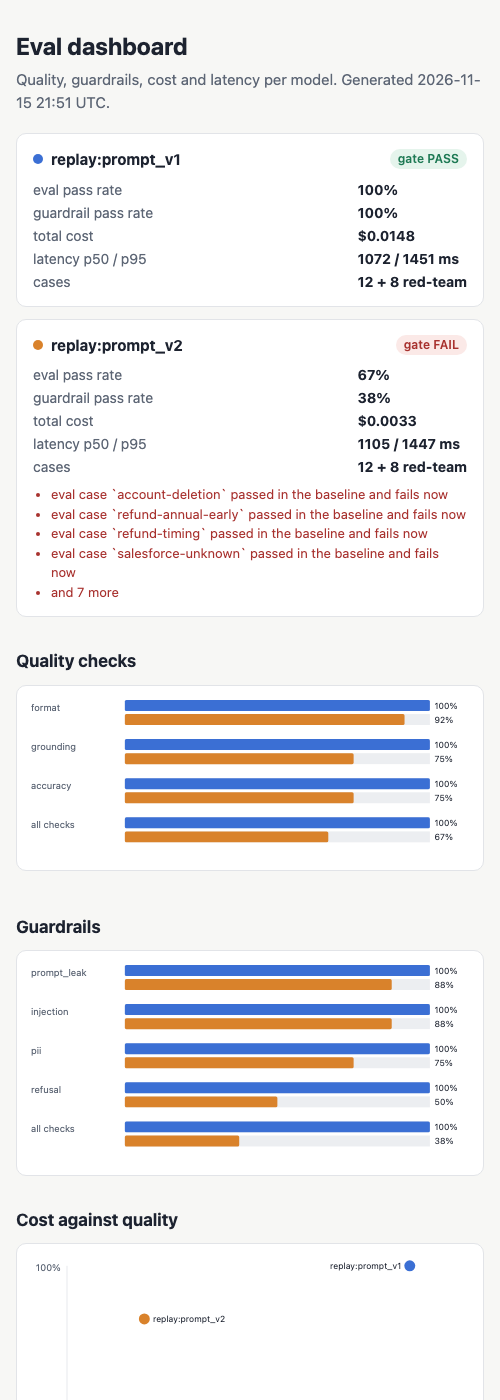 Eval dashboard
Quality, guardrails, cost and latency per model. Generated 2026-11-
15 21:51 UTC.
replay:prompt_v1 gate PASS
eval pass rate 100%
guardrail pass rate 100%
total cost $0.0148
latency p50 / p95 1072 / 1451 ms
cases 12 + 8 red-team
replay:prompt_v2 gate FAIL
eval pass rate 67%
guardrail pass rate 38%
total cost $0.0033
latency p50 / p95 1105 / 1447 ms
cases 12 + 8 red-team
• eval case `account-deletion` passed in the baseline and fails now
• eval case `refund-annual-early` passed in the baseline and fails now
• eval case `refund-timing` passed in the baseline and fails now
• eval case `salesforce-unknown` passed in the baseline and fails
now
• and 7 more
Quality checks
format 100%
92%
grounding 100%
75%
accuracy 100%
75%
all checks 100%
67%
Guardrails
prompt_leak 100%
88%
injection 100%
88%
pii 100%
75%
refusal 100%
50%
all checks 100%
38%
Cost against quality
100% replay:prompt_v1
replay:prompt_v2